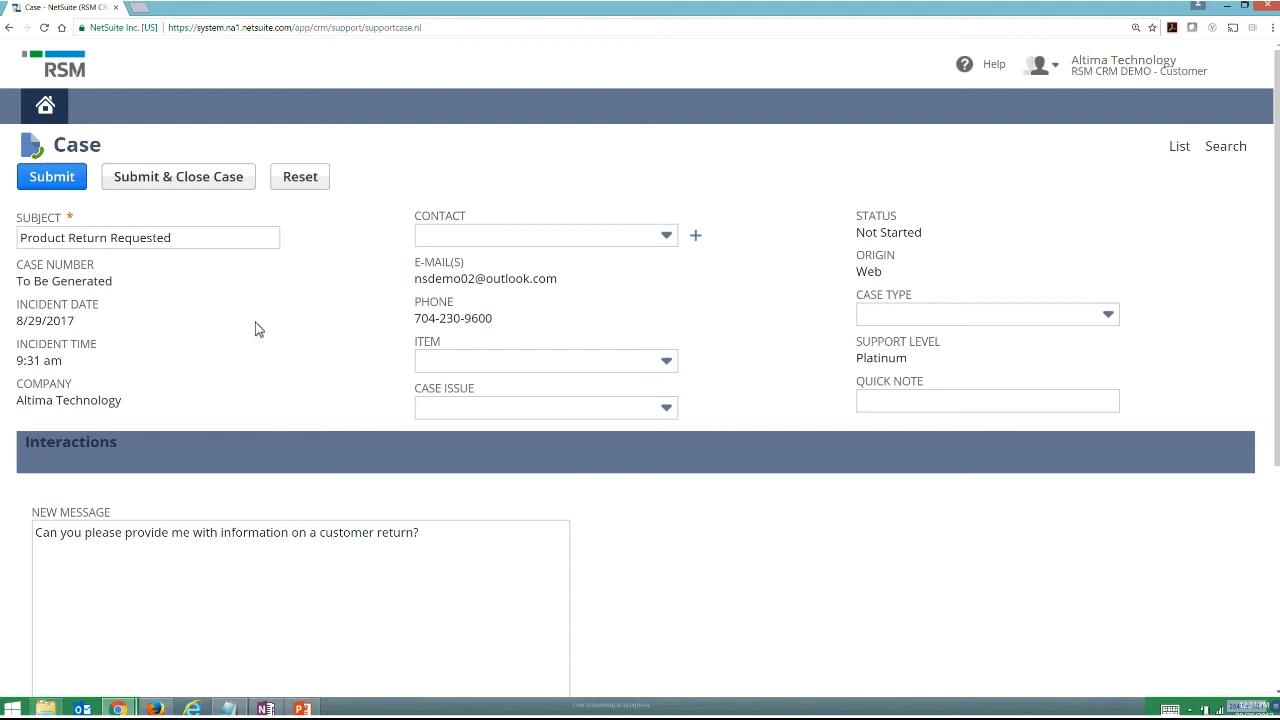 Case - NetSuite (RSM CR
NetSuite Inc. [US]
https://system.na1.netsuite.com/app/crm/support/supportcase.nl
RSM
Help
Altima Technology
RSM CRM DEMO - Customer
Case
List
Search
Submit
Submit & Close Case
Reset
SUBJECT *
Product Return Requested
CASE NUMBER
To Be Generated
INCIDENT DATE
8/29/2017
INCIDENT TIME
9:31 am
COMPANY
Altima Technology
CONTACT
E-MAIL(S)
nsdemo02@outlook.com
PHONE
704-230-9600
ITEM
CASE ISSUE
STATUS
Not Started
ORIGIN
Web
CASE TYPE
SUPPORT LEVEL
Platinum
QUICK NOTE
Interactions
NEW MESSAGE
Can you please provide me with information on a customer return?